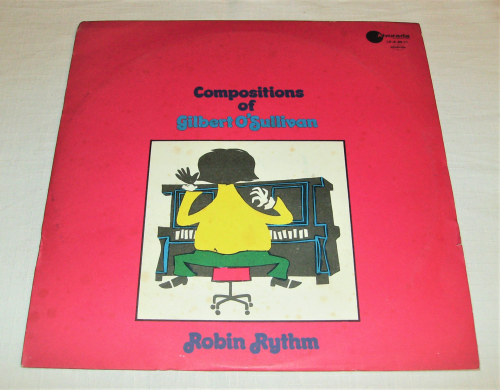 Compositions
of
Gilbert O'Sullivan
Robin Rythm